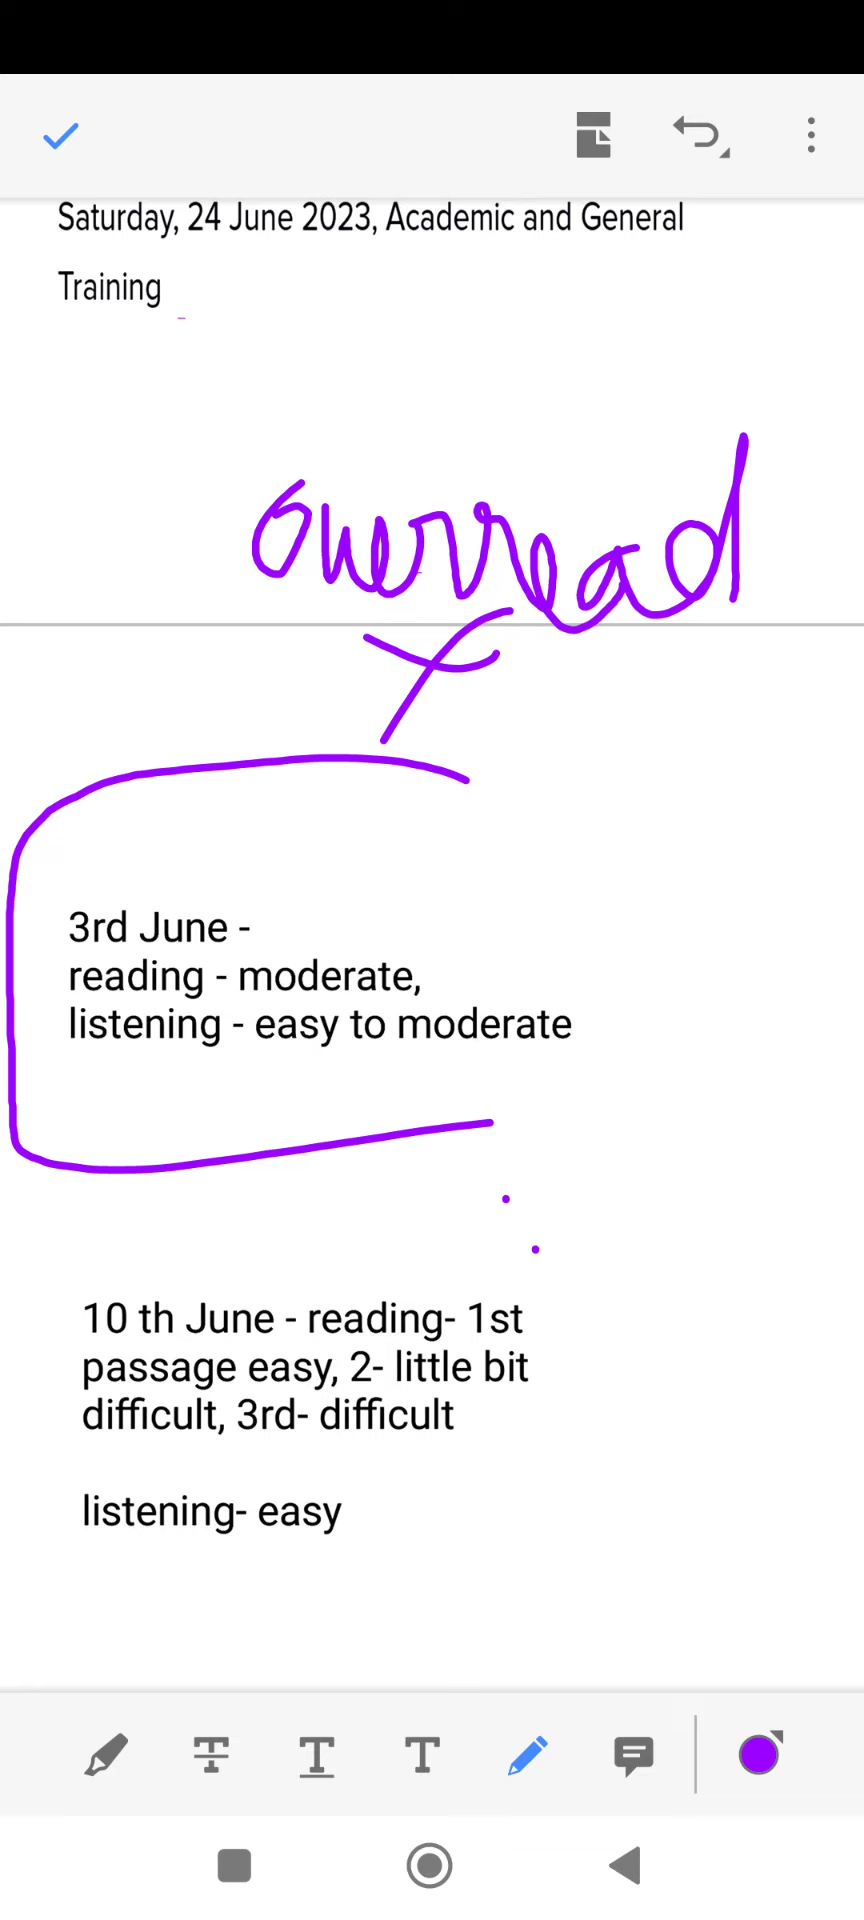 Saturday, 24 June 2023, Academic and General
Training
overread
3rd June -
reading - moderate,
listening - easy to moderate
10 th June - reading- 1st
passage easy, 2- little bit
difficult, 3rd- difficult
listening- easy